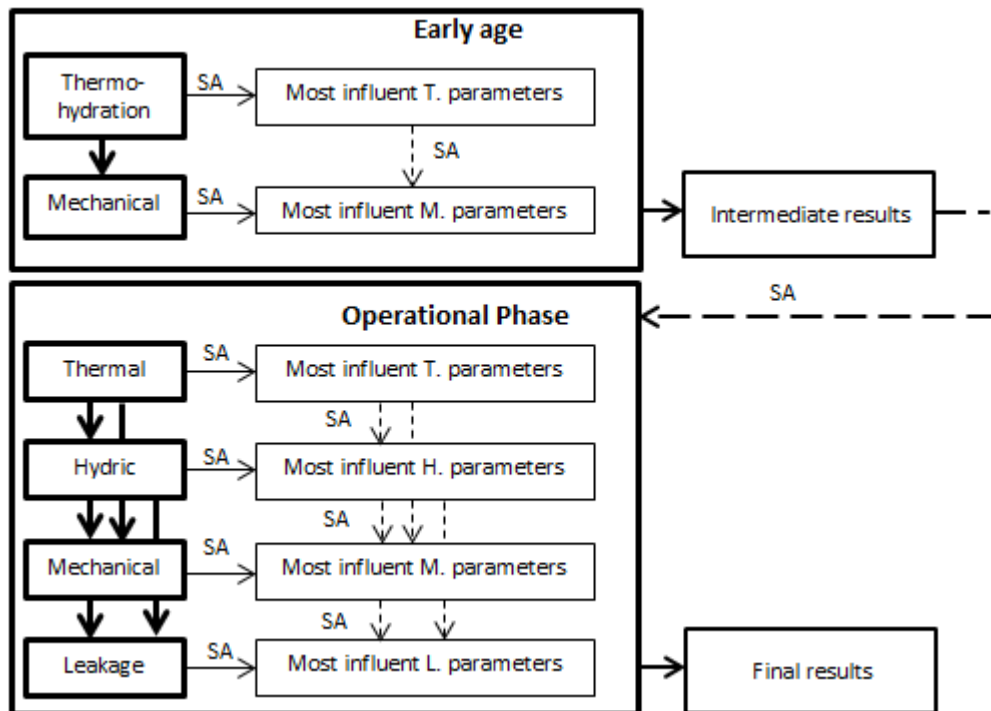 Early age
Thermo-
hydration
SA
Most influent T. parameters
SA
Mechanical
SA
Most influent M. parameters
Intermediate results
SA
Operational Phase
Thermal
SA
Most influent T. parameters
SA
Hydric
SA
Most influent H. parameters
SA
Mechanical
SA
Most influent M. parameters
SA
Leakage
SA
Most influent L. parameters
Final results